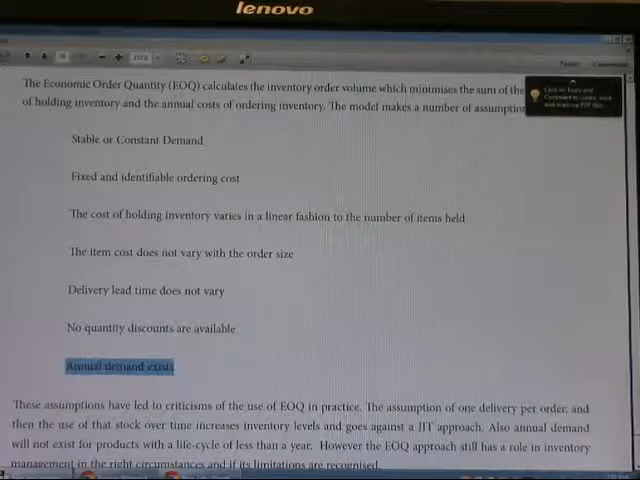 lenovo
The Economic Order Quantity (EOQ) calculates the inventory order volume which minimises the sum of the
of holding inventory and the annual costs of ordering inventory. The model makes a number of
Stable or Constant Demand
Fixed and identifiable ordering cost
The cost of holding inventory varies in a linear fashion to the number of items held
The item cost does not vary with the order size
Delivery lead time does not vary
No quantity discounts are available
Annual demand exists
These assumptions have led to criticisms of the use of EOQ in practice. The assumption of one delivery per order, and
then the use of that stock over time increases inventory levels and goes against a JIT approach. Also annual demand
will not exist for products with a life-cycle of less than a year. However the EOQ approach still has a role in inventory
management in the right circumstances and if its limitations are recognised.